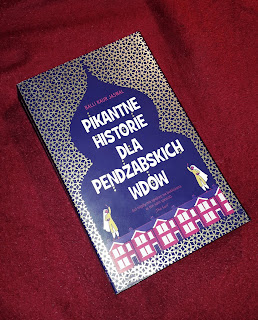 BALLI KAUR JASWAL
PIKANTNE
HISTORIE
DLA
PENDŻABSKICH
WDÓW